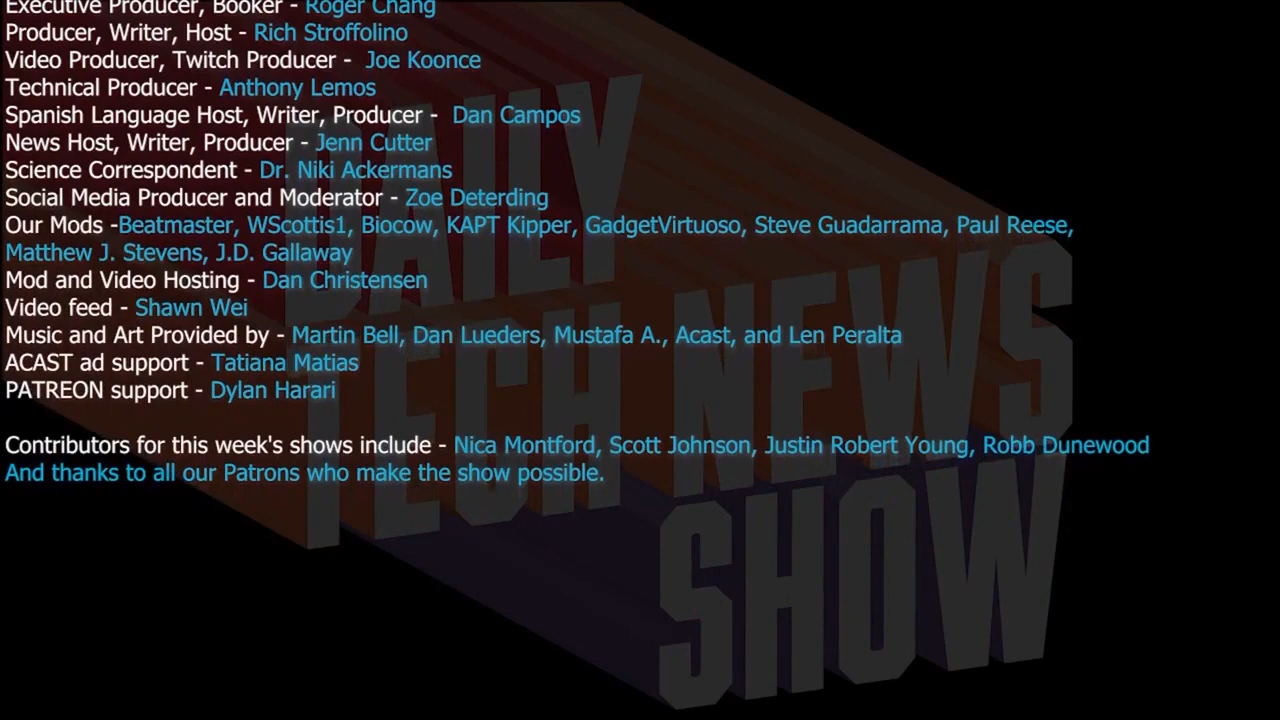 Executive Producer, Booker - Roger Chang
Producer, Writer, Host - Rich Stroffolino
Video Producer, Twitch Producer -  Joe Koonce
Technical Producer - Anthony Lemos
Spanish Language Host, Writer, Producer -  Dan Campos
News Host, Writer, Producer - Jenn Cutter
Science Correspondent - Dr. Niki Ackermans
Social Media Producer and Moderator - Zoe Deterding
Our Mods -Beatmaster, WScottis1, Biocow, KAPT Kipper, GadgetVirtuoso, Steve Guadarrama, Paul Reese,
Matthew J. Stevens, J.D. Gallaway
Mod and Video Hosting - Dan Christensen
Video feed - Shawn Wei
Music and Art Provided by - Martin Bell, Dan Lueders, Mustafa A., Acast, and Len Peralta
ACAST ad support - Tatiana Matias
PATREON support - Dylan Harari
Contributors for this week's shows include - Nica Montford, Scott Johnson, Justin Robert Young, Robb Dunewood
And thanks to all our Patrons who make the show possible.
DAILY
TECH NEWS
SHOW